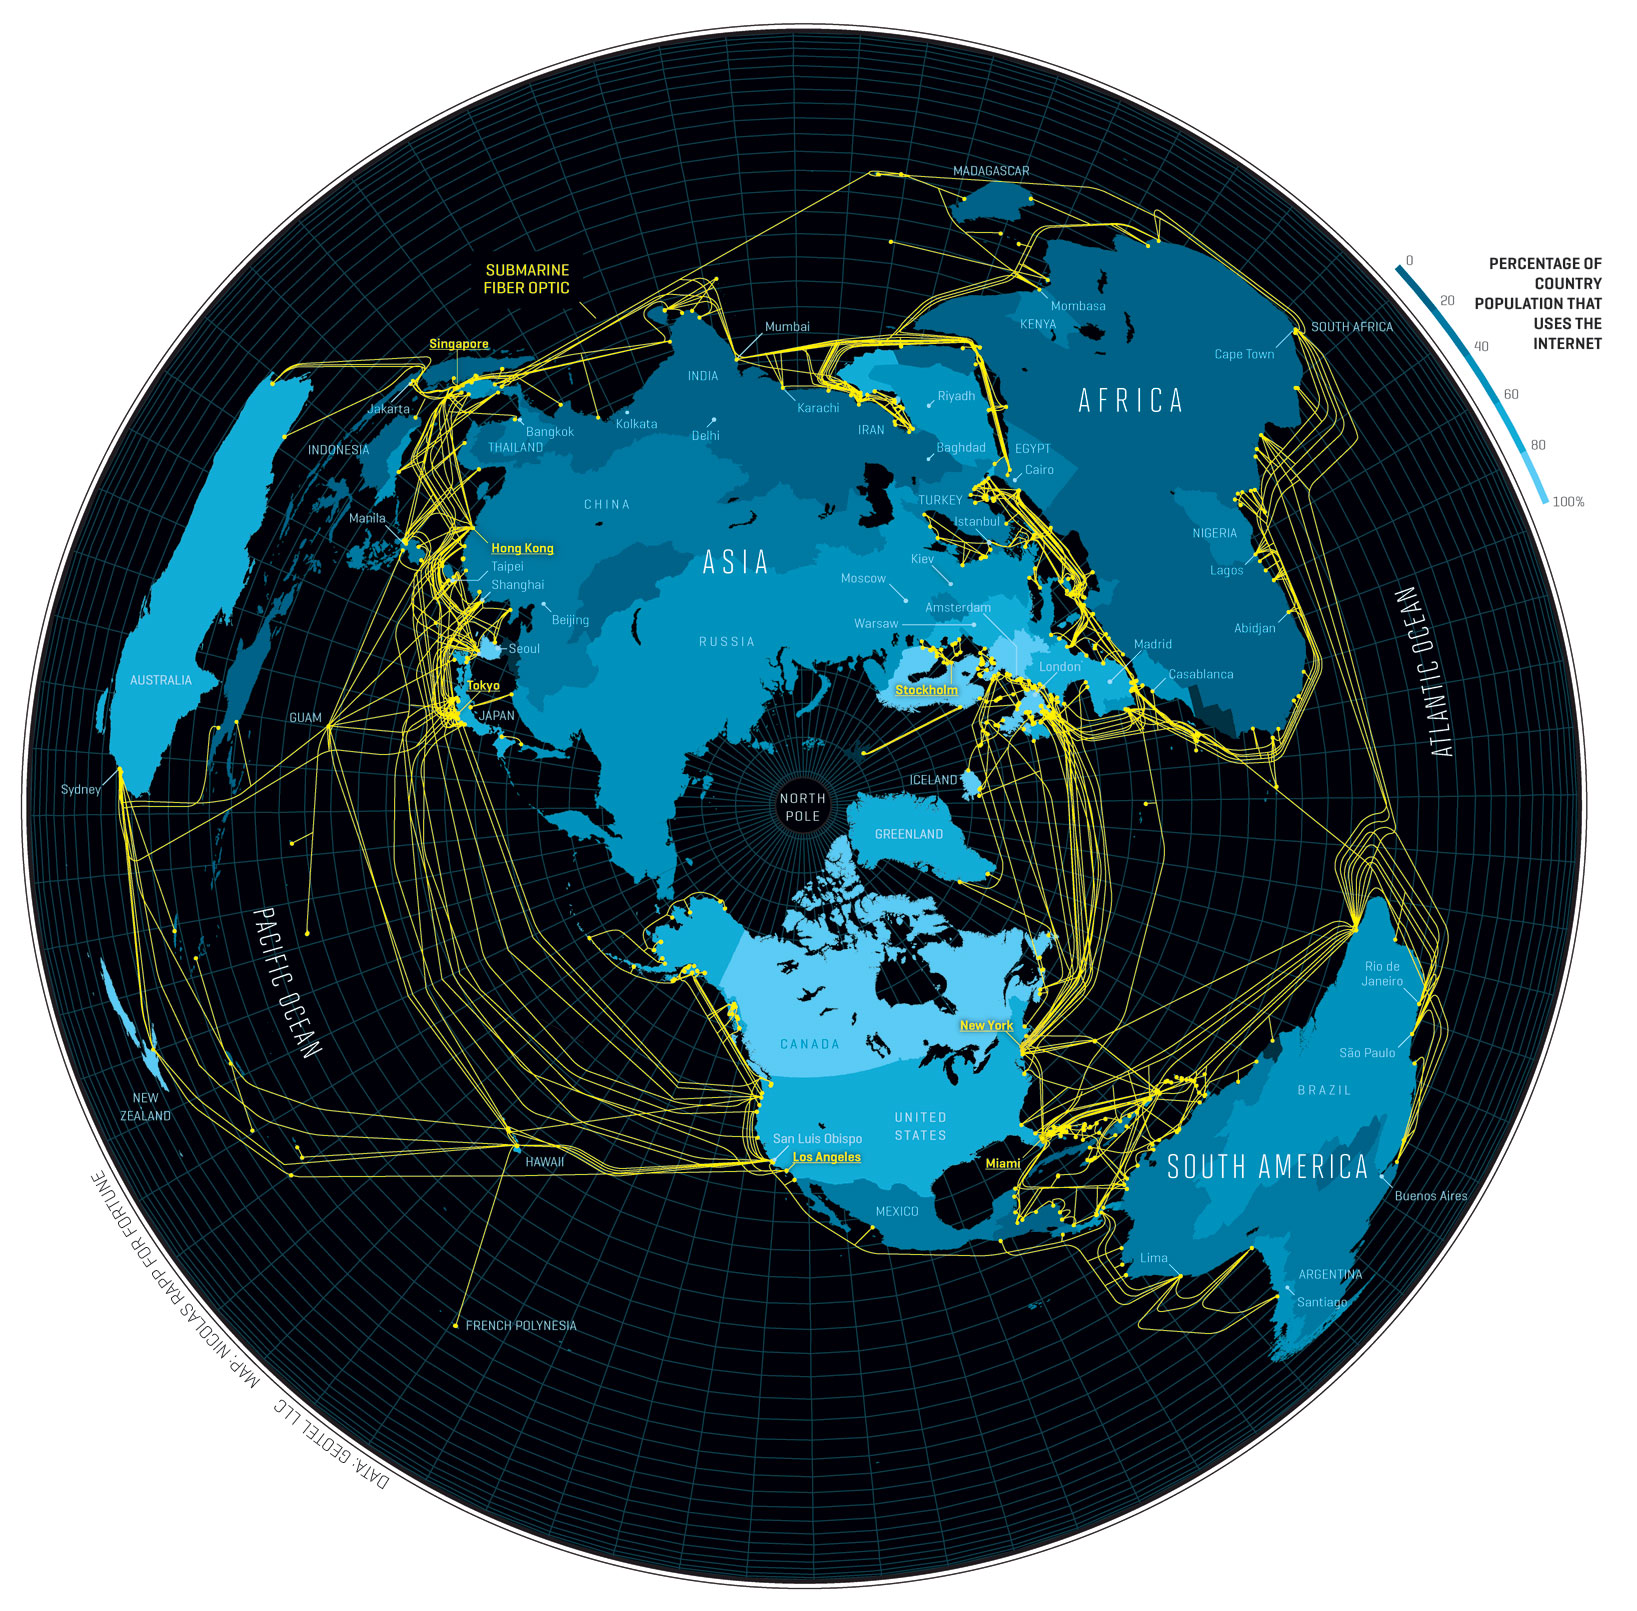 MADAGASCAR
SUBMARINE
FIBER OPTIC
0
PERCENTAGE OF
COUNTRY
POPULATION THAT
USES THE
INTERNET
20
40
60
80
100%
Mombasa
KENYA
SOUTH AFRICA
Cape Town
Mumbai
Singapore
INDIA
AFRICA
Jakarta
Karachi
Riyadh
Kolkata
Delhi
Bangkok
THAILAND
IRAN
INDONESIA
Baghdad
EGYPT
Cairo
CHINA
TURKEY
Manila
Istanbul
NIGERIA
Hong Kong
ASIA
Kiev
Lagos
Taipei
Shanghai
Moscow
Amsterdam
Beijing
Warsaw
Abidjan
RUSSIA
Seoul
Madrid
London
Casablanca
AUSTRALIA
Tokyo
Stockholm
JAPAN
GUAM
ATLANTIC OCEAN
Sydney
ICELAND
NORTH
POLE
GREENLAND
PACIFIC OCEAN
Rio de
Janeiro
New York
CANADA
São Paulo
BRAZIL
NEW
ZEALAND
UNITED
STATES
San Luis Obispo
Los Angeles
HAWAII
Miami
SOUTH AMERICA
Buenos Aires
MEXICO
Lima
ARGENTINA
Santiago
FRENCH POLYNESIA
MAP: NICOLAS RAPP FOR FORTUNE
DATA: GEOTEL LLC